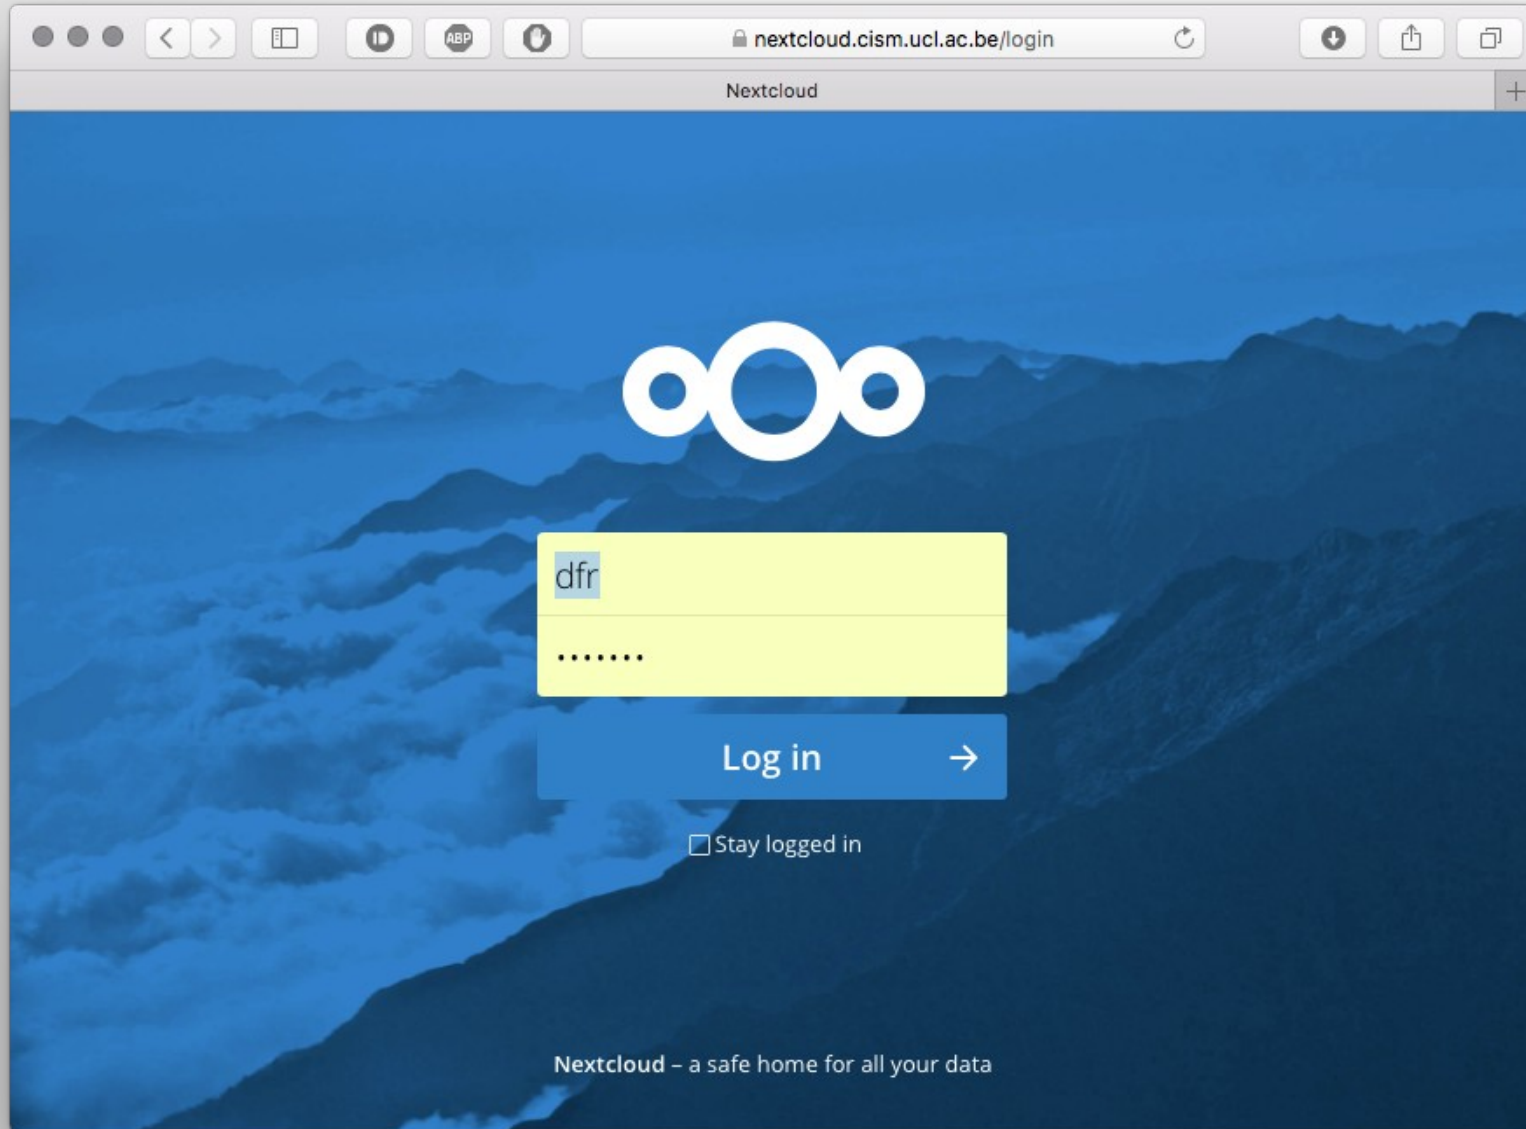 ABP
nextcloud.cism.ucl.ac.be/login
Nextcloud
dfr
•••••••
Log in
Stay logged in
Nextcloud – a safe home for all your data